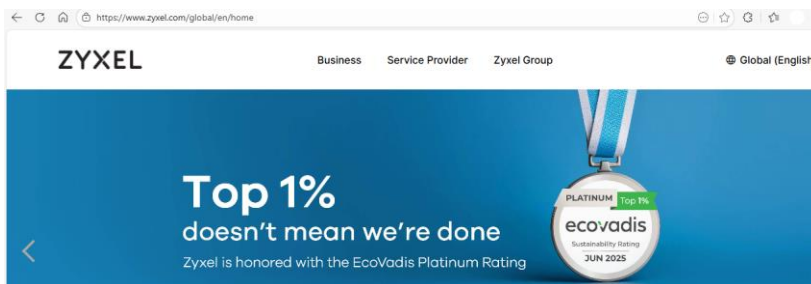 https://www.zyxel.com/global/en/home
ZYXEL
Business Service Provider Zyxel Group Global (English
Top 1%
doesn't mean we're done
Zyxel is honored with the EcoVadis Platinum Rating
PLATINUM Top 1%
ecovadis
Sustainability Rating
JUN 2025